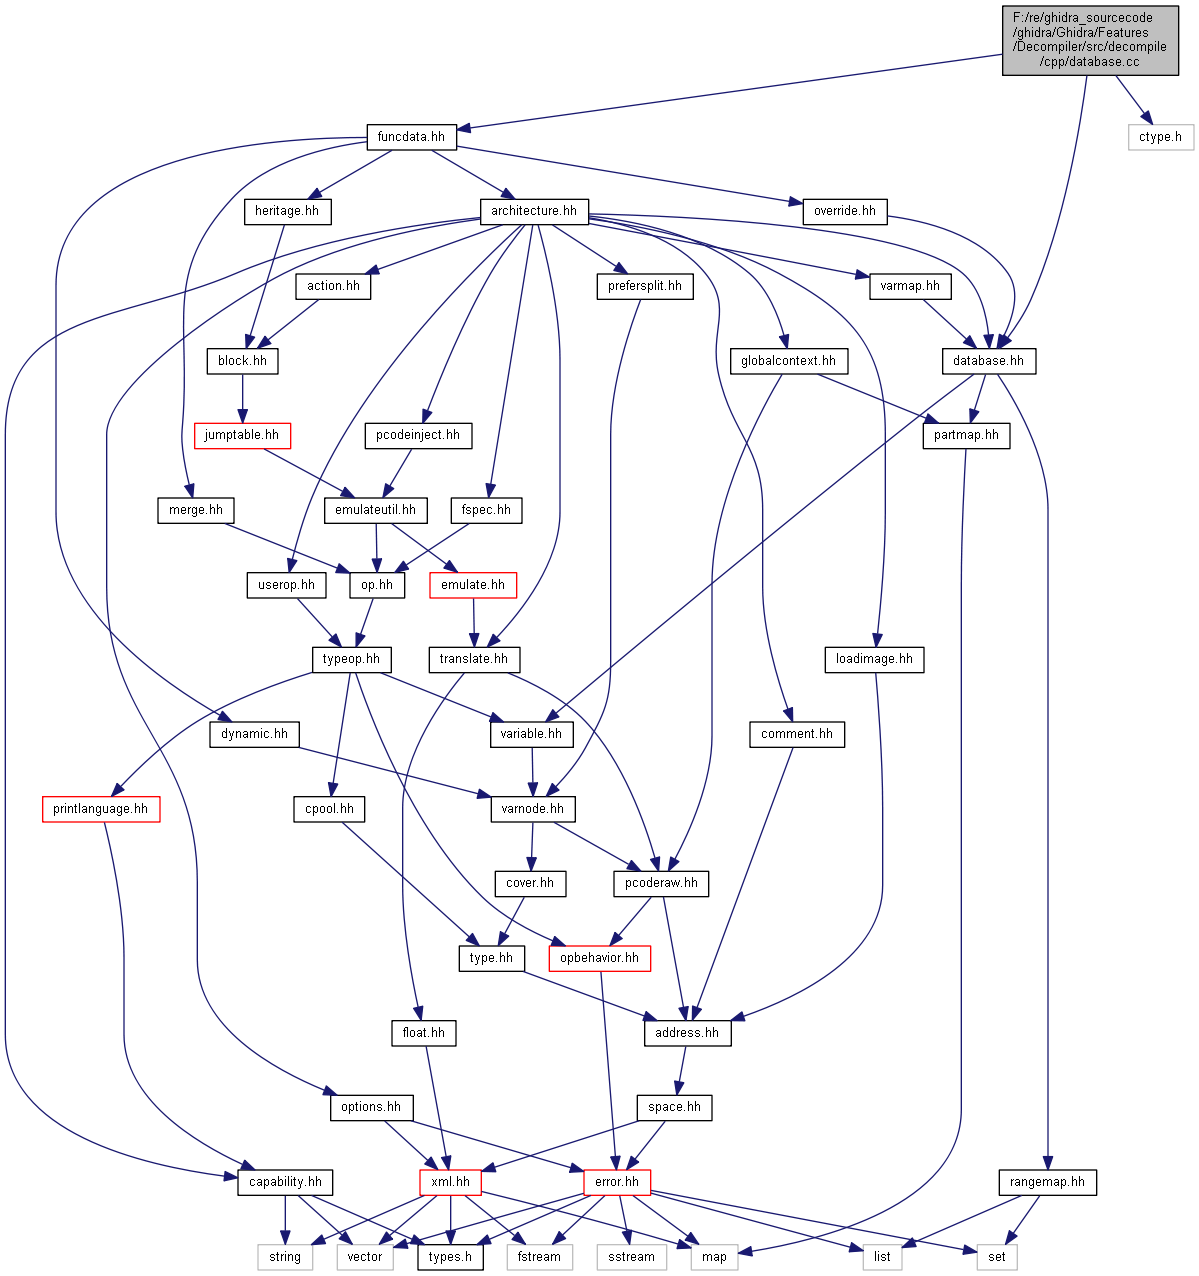 F:/re/ghidra_sourcecode
/ghidra/Ghidra/Features
/Decompiler/src/decompile
/cpp/database.cc
funcdata.hh
ctype.h
heritage.hh
architecture.hh
override.hh
action.hh
prefersplit.hh
varmap.hh
block.hh
globalcontext.hh
database.hh
jumptable.hh
pcodeinject.hh
partmap.hh
merge.hh
emulateutil.hh
fspec.hh
userop.hh
op.hh
emulate.hh
typeop.hh
translate.hh
loadimage.hh
dynamic.hh
variable.hh
comment.hh
printlanguage.hh
cpool.hh
varnode.hh
cover.hh
pcoderaw.hh
type.hh
opbehavior.hh
float.hh
address.hh
options.hh
space.hh
capability.hh
xml.hh
error.hh
rangemap.hh
string
vector
types.h
fstream
sstream
map
list
set